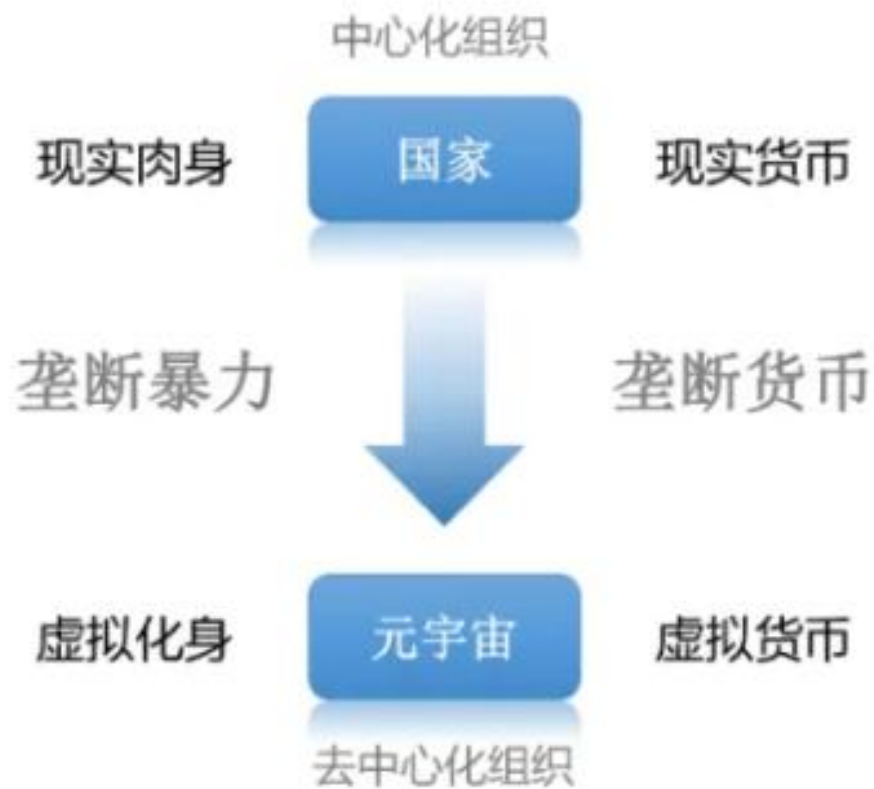 中心化组织
现实肉身 国家 现实货币
垄断暴力 垄断货币
虚拟化身 元宇宙 虚拟货币
去中心化组织